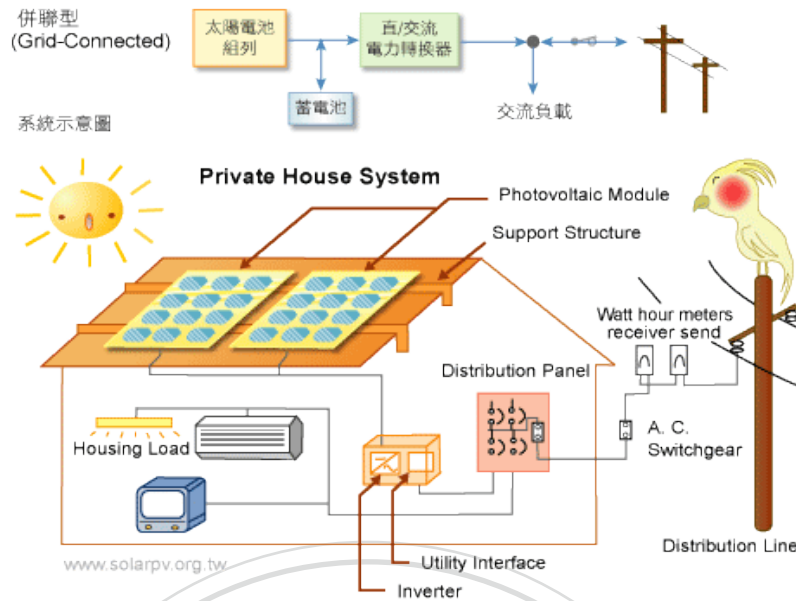 併聯型
(Grid-Connected)
太陽電池
組列
直/交流
電力轉換器
蓄電池
交流負載
系統示意圖
Private House System
Photovoltaic Module
Support Structure
Watt hour meters
receiver send
Distribution Panel
A. C.
Switchgear
Housing Load
Distribution Line
www.solarpv.org.tw
Utility Interface
Inverter